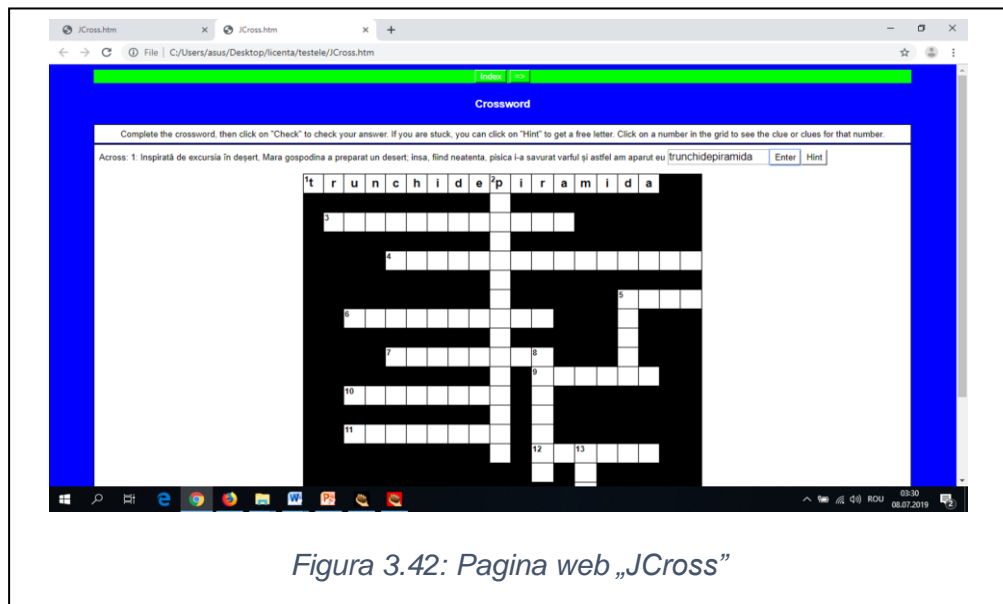 JCross.htm
JCross.htm
File | C:/Users/asus/Desktop/licenta/testele/JCross.htm
Index =>
Crossword
Complete the crossword, then click on "Check" to check your answer. If you are stuck, you can click on "Hint" to get a free letter. Click on a number in the grid to see the clue or clues for that number.
Across: 1: Inspirată de excursia în deșert, Mara gospodina a preparat un desert; insa, fiind neatenta, pisica i-a savurat varful și astfel am aparut eu trunchidepiramida Enter Hint
1 t r u n c h i d e 2 p i r a m i d a
3
4
5
6
7 8
9
10
11
12 13
ROU 03:30
08.07.2019 2
Figura 3.42: Pagina web „JCross”